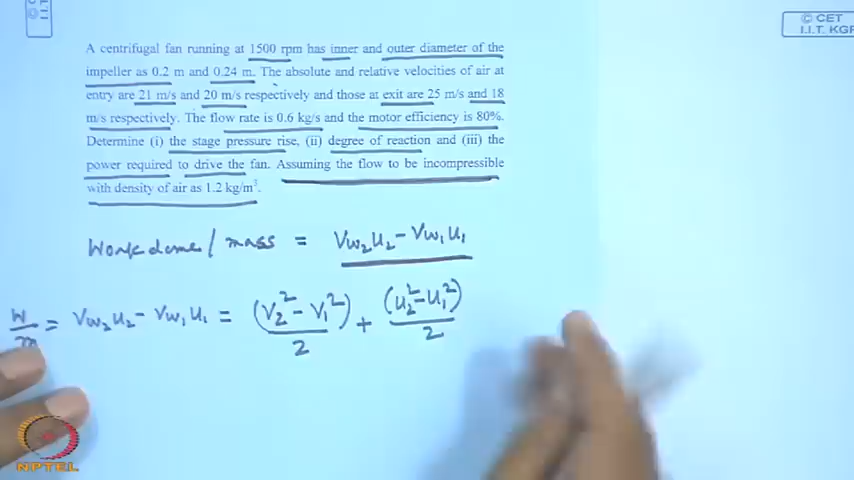 © CET
I.I.T. KGP
A centrifugal fan running at 1500 rpm has inner and outer diameter of the
impeller as 0.2 m and 0.24 m. The absolute and relative velocities of air at
entry are 21 m/s and 20 m/s respectively and those at exit are 25 m/s and 18
m/s respectively. The flow rate is 0.6 kg/s and the motor efficiency is 80%.
Determine (i) the stage pressure rise, (ii) degree of reaction and (iii) the
power required to drive the fan. Assuming the flow to be incompressible
with density of air as 1.2 kg/m³.
Work done / mass = Vw₂U₂ - Vw₁U₁
W/m = Vw₂U₂ - Vw₁U₁ = (V₂² - V₁²)/2 + (U₂² - U₁²)/2
NPTEL